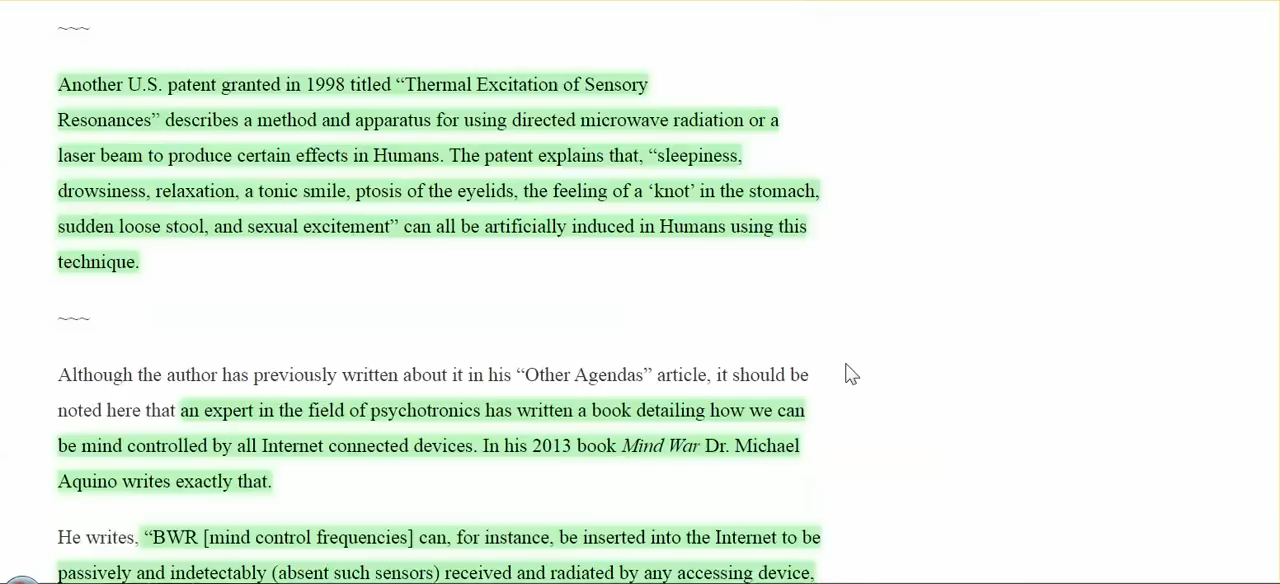 ~~~
Another U.S. patent granted in 1998 titled “Thermal Excitation of Sensory
Resonances” describes a method and apparatus for using directed microwave radiation or a
laser beam to produce certain effects in Humans. The patent explains that, “sleepiness,
drowsiness, relaxation, a tonic smile, ptosis of the eyelids, the feeling of a ‘knot’ in the stomach,
sudden loose stool, and sexual excitement” can all be artificially induced in Humans using this
technique.
~~~
Although the author has previously written about it in his “Other Agendas” article, it should be
noted here that an expert in the field of psychotronics has written a book detailing how we can
be mind controlled by all Internet connected devices. In his 2013 book Mind War Dr. Michael
Aquino writes exactly that.
He writes, “BWR [mind control frequencies] can, for instance, be inserted into the Internet to be
passively and indetectably (absent such sensors) received and radiated by any accessing device,